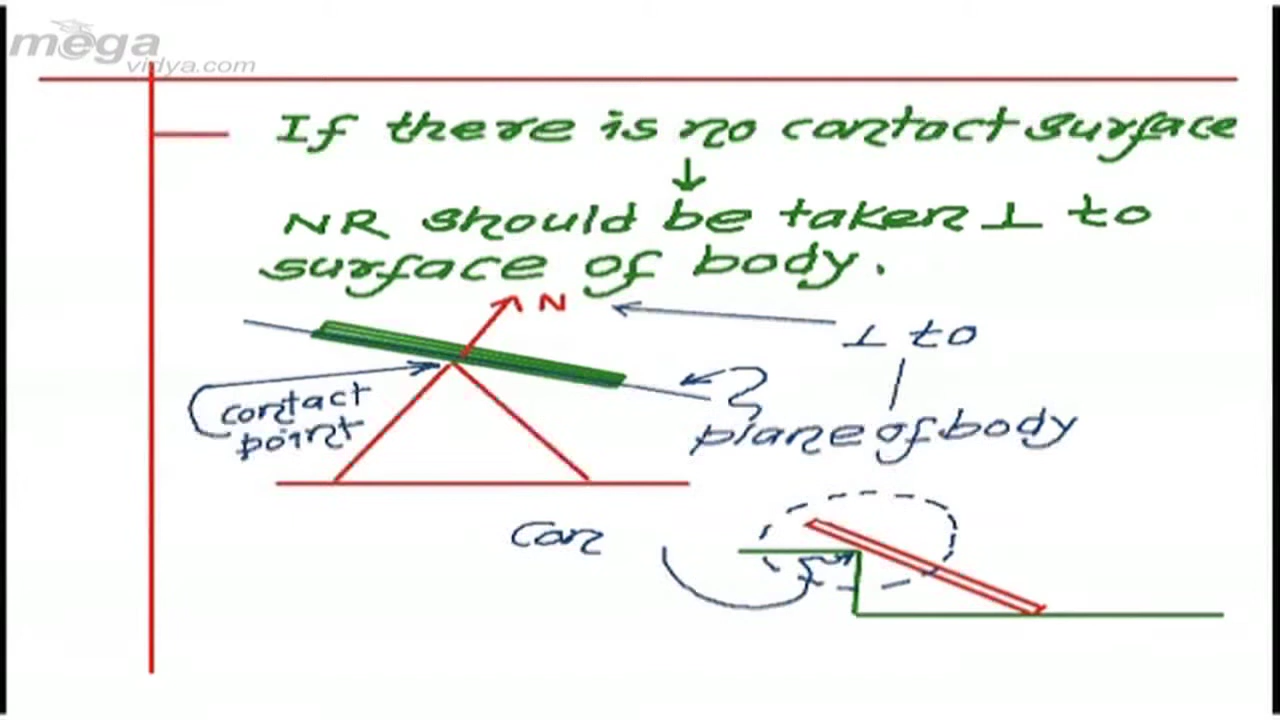 mega
vidya.com
If there is no contact surface
↓
NR should be taken ⊥ to
surface of body.
N
⊥ to
contact
point
plane of body
Con